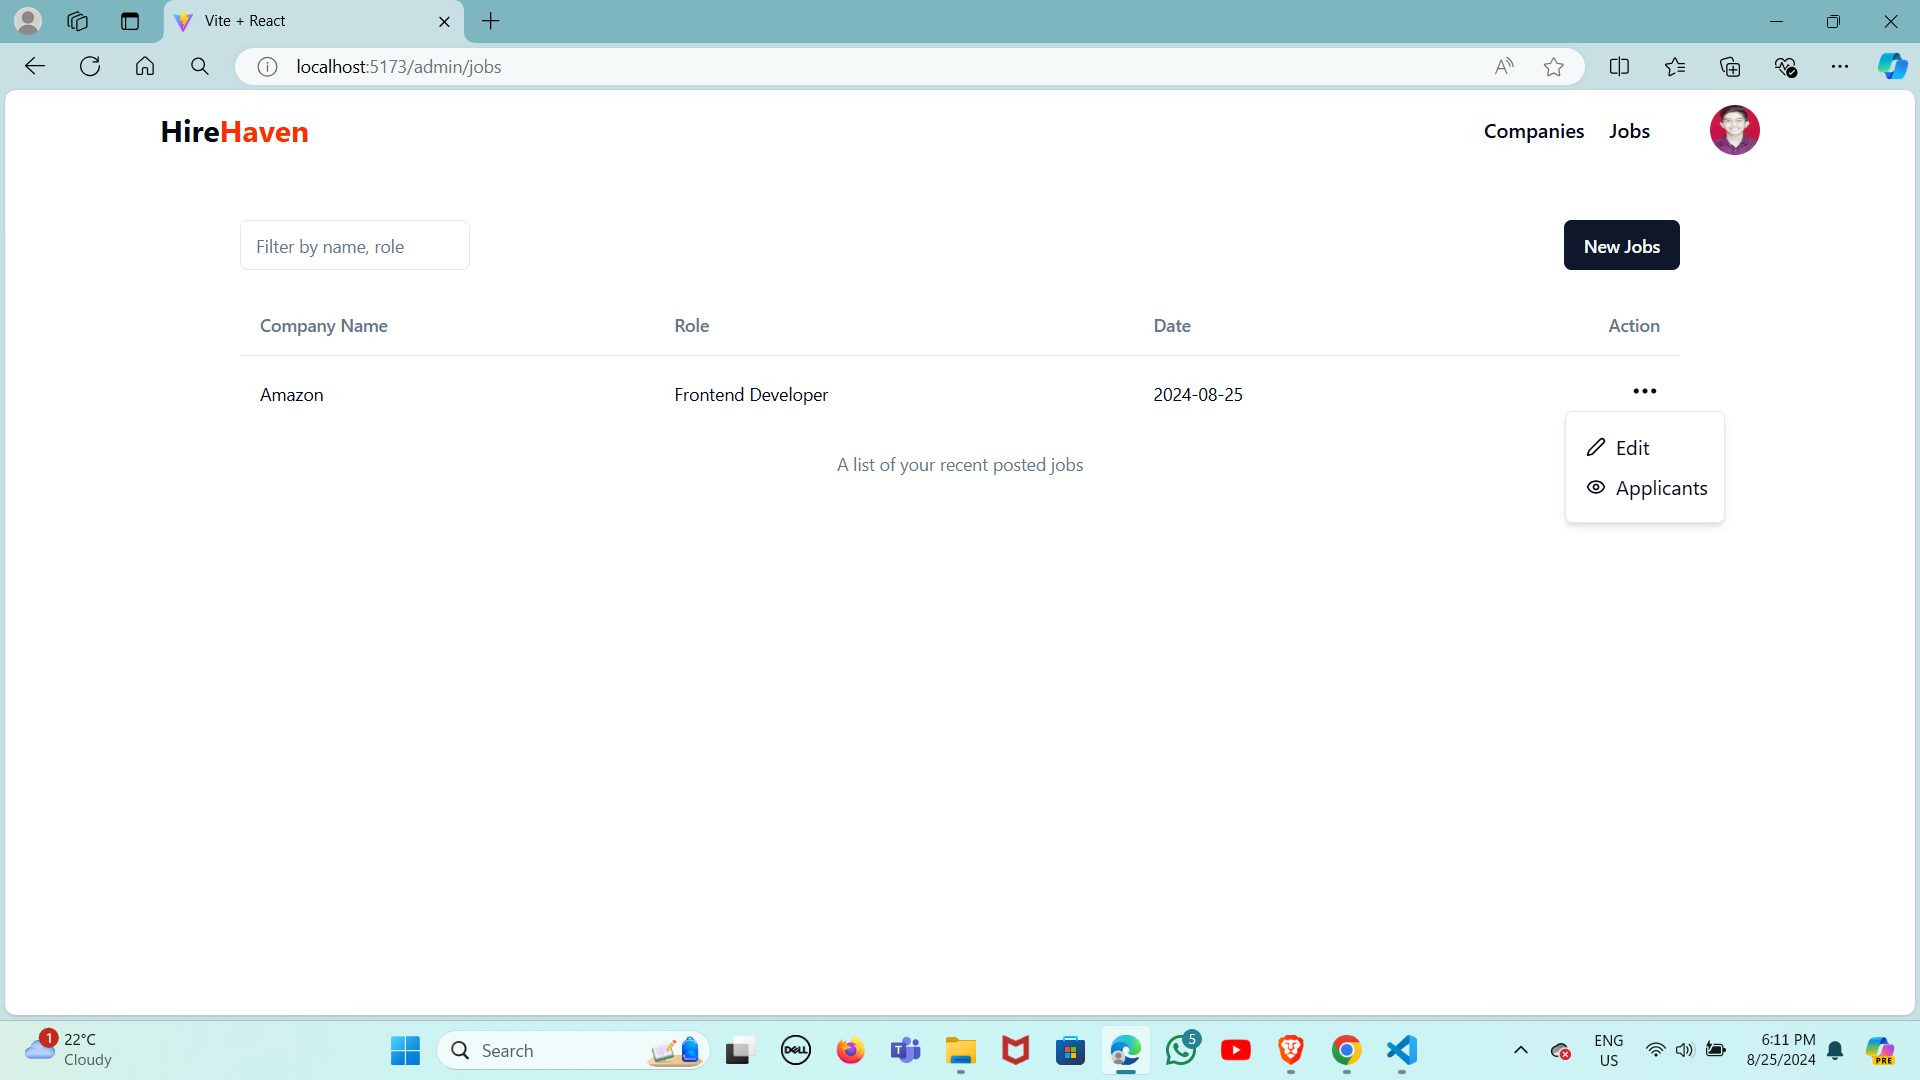 Vite + React
localhost:5173/admin/jobs
HireHaven
Companies
Jobs
Filter by name, role
New Jobs
Company Name
Role
Date
Action
Amazon
Frontend Developer
2024-08-25
Edit
Applicants
A list of your recent posted jobs
1
22°C
Cloudy
Search
DELL
5
ENG
US
6:11 PM
8/25/2024
PRE